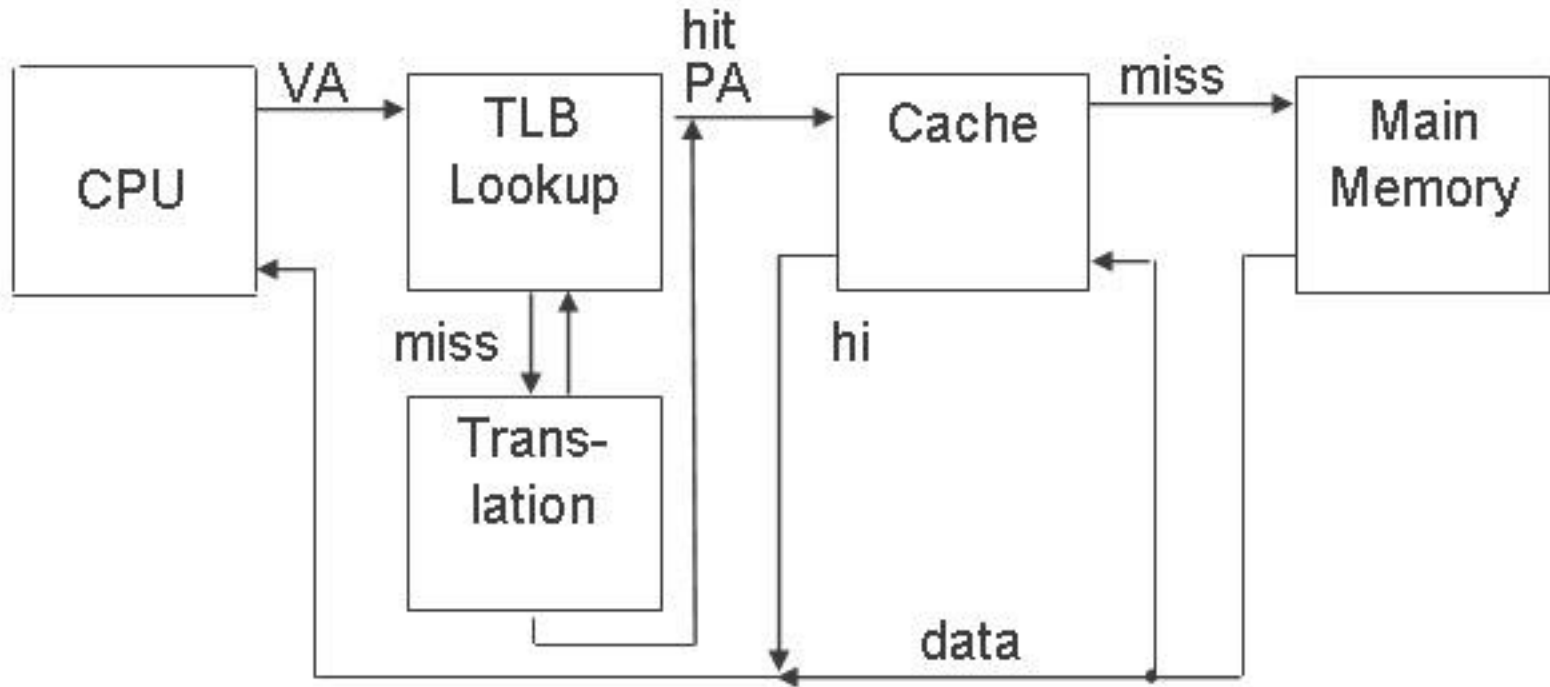 hit
VA
PA
miss
CPU
TLB
Lookup
Cache
Main
Memory
miss
hi
Trans-
lation
data